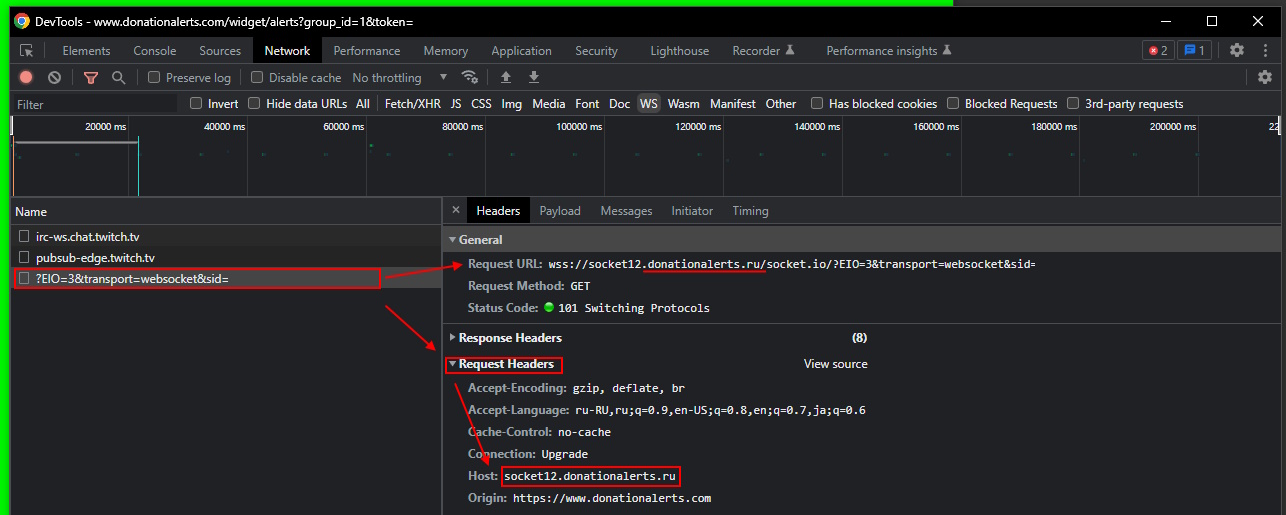 DevTools - www.donationalerts.com/widget/alerts?group_id=1&token=
Elements Console Sources Network Performance Memory Application Security Lighthouse Recorder Performance insights 2 1
Preserve log Disable cache No throttling
Filter Invert Hide data URLs All Fetch/XHR JS CSS Img Media Font Doc WS Wasm Manifest Other Has blocked cookies Blocked Requests 3rd-party requests
20000 ms 40000 ms 60000 ms 80000 ms 100000 ms 120000 ms 140000 ms 160000 ms 180000 ms 200000 ms 22
Name
irc-ws.chat.twitch.tv
pubsub-edge.twitch.tv
?EIO=3&transport=websocket&sid=
Headers Payload Messages Initiator Timing
General
Request URL: wss://socket12.donationalerts.ru/socket.io/?EIO=3&transport=websocket&sid=
Request Method: GET
Status Code: 101 Switching Protocols
Response Headers (8)
Request Headers View source
Accept-Encoding: gzip, deflate, br
Accept-Language: ru-RU,ru;q=0.9,en-US;q=0.8,en;q=0.7,ja;q=0.6
Cache-Control: no-cache
Connection: Upgrade
Host: socket12.donationalerts.ru
Origin: https://www.donationalerts.com